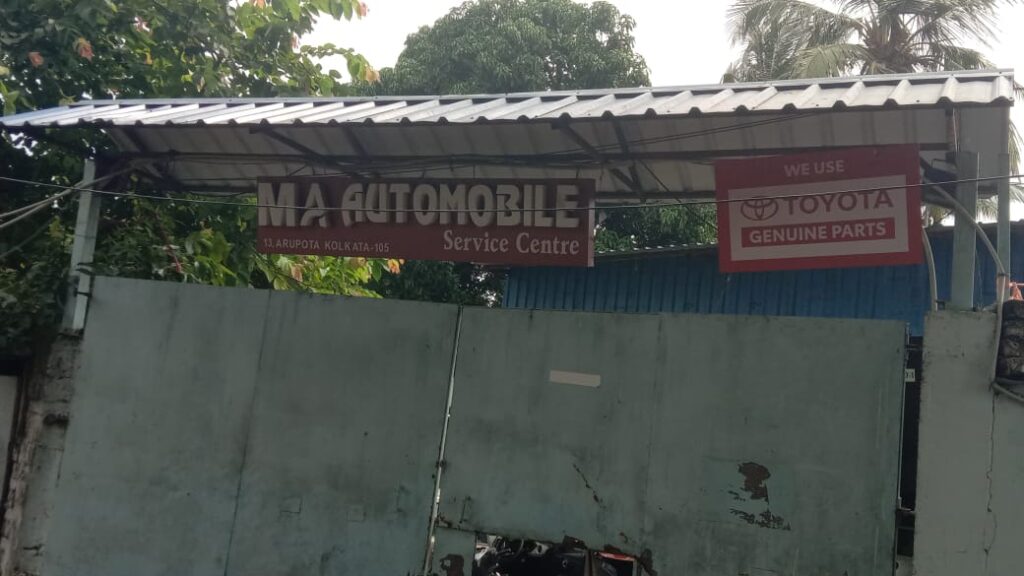 MA AUTOMOBILE
13, ARUPOTA KOLKATA-105
Service Centre
WE USE
TOYOTA
GENUINE PARTS